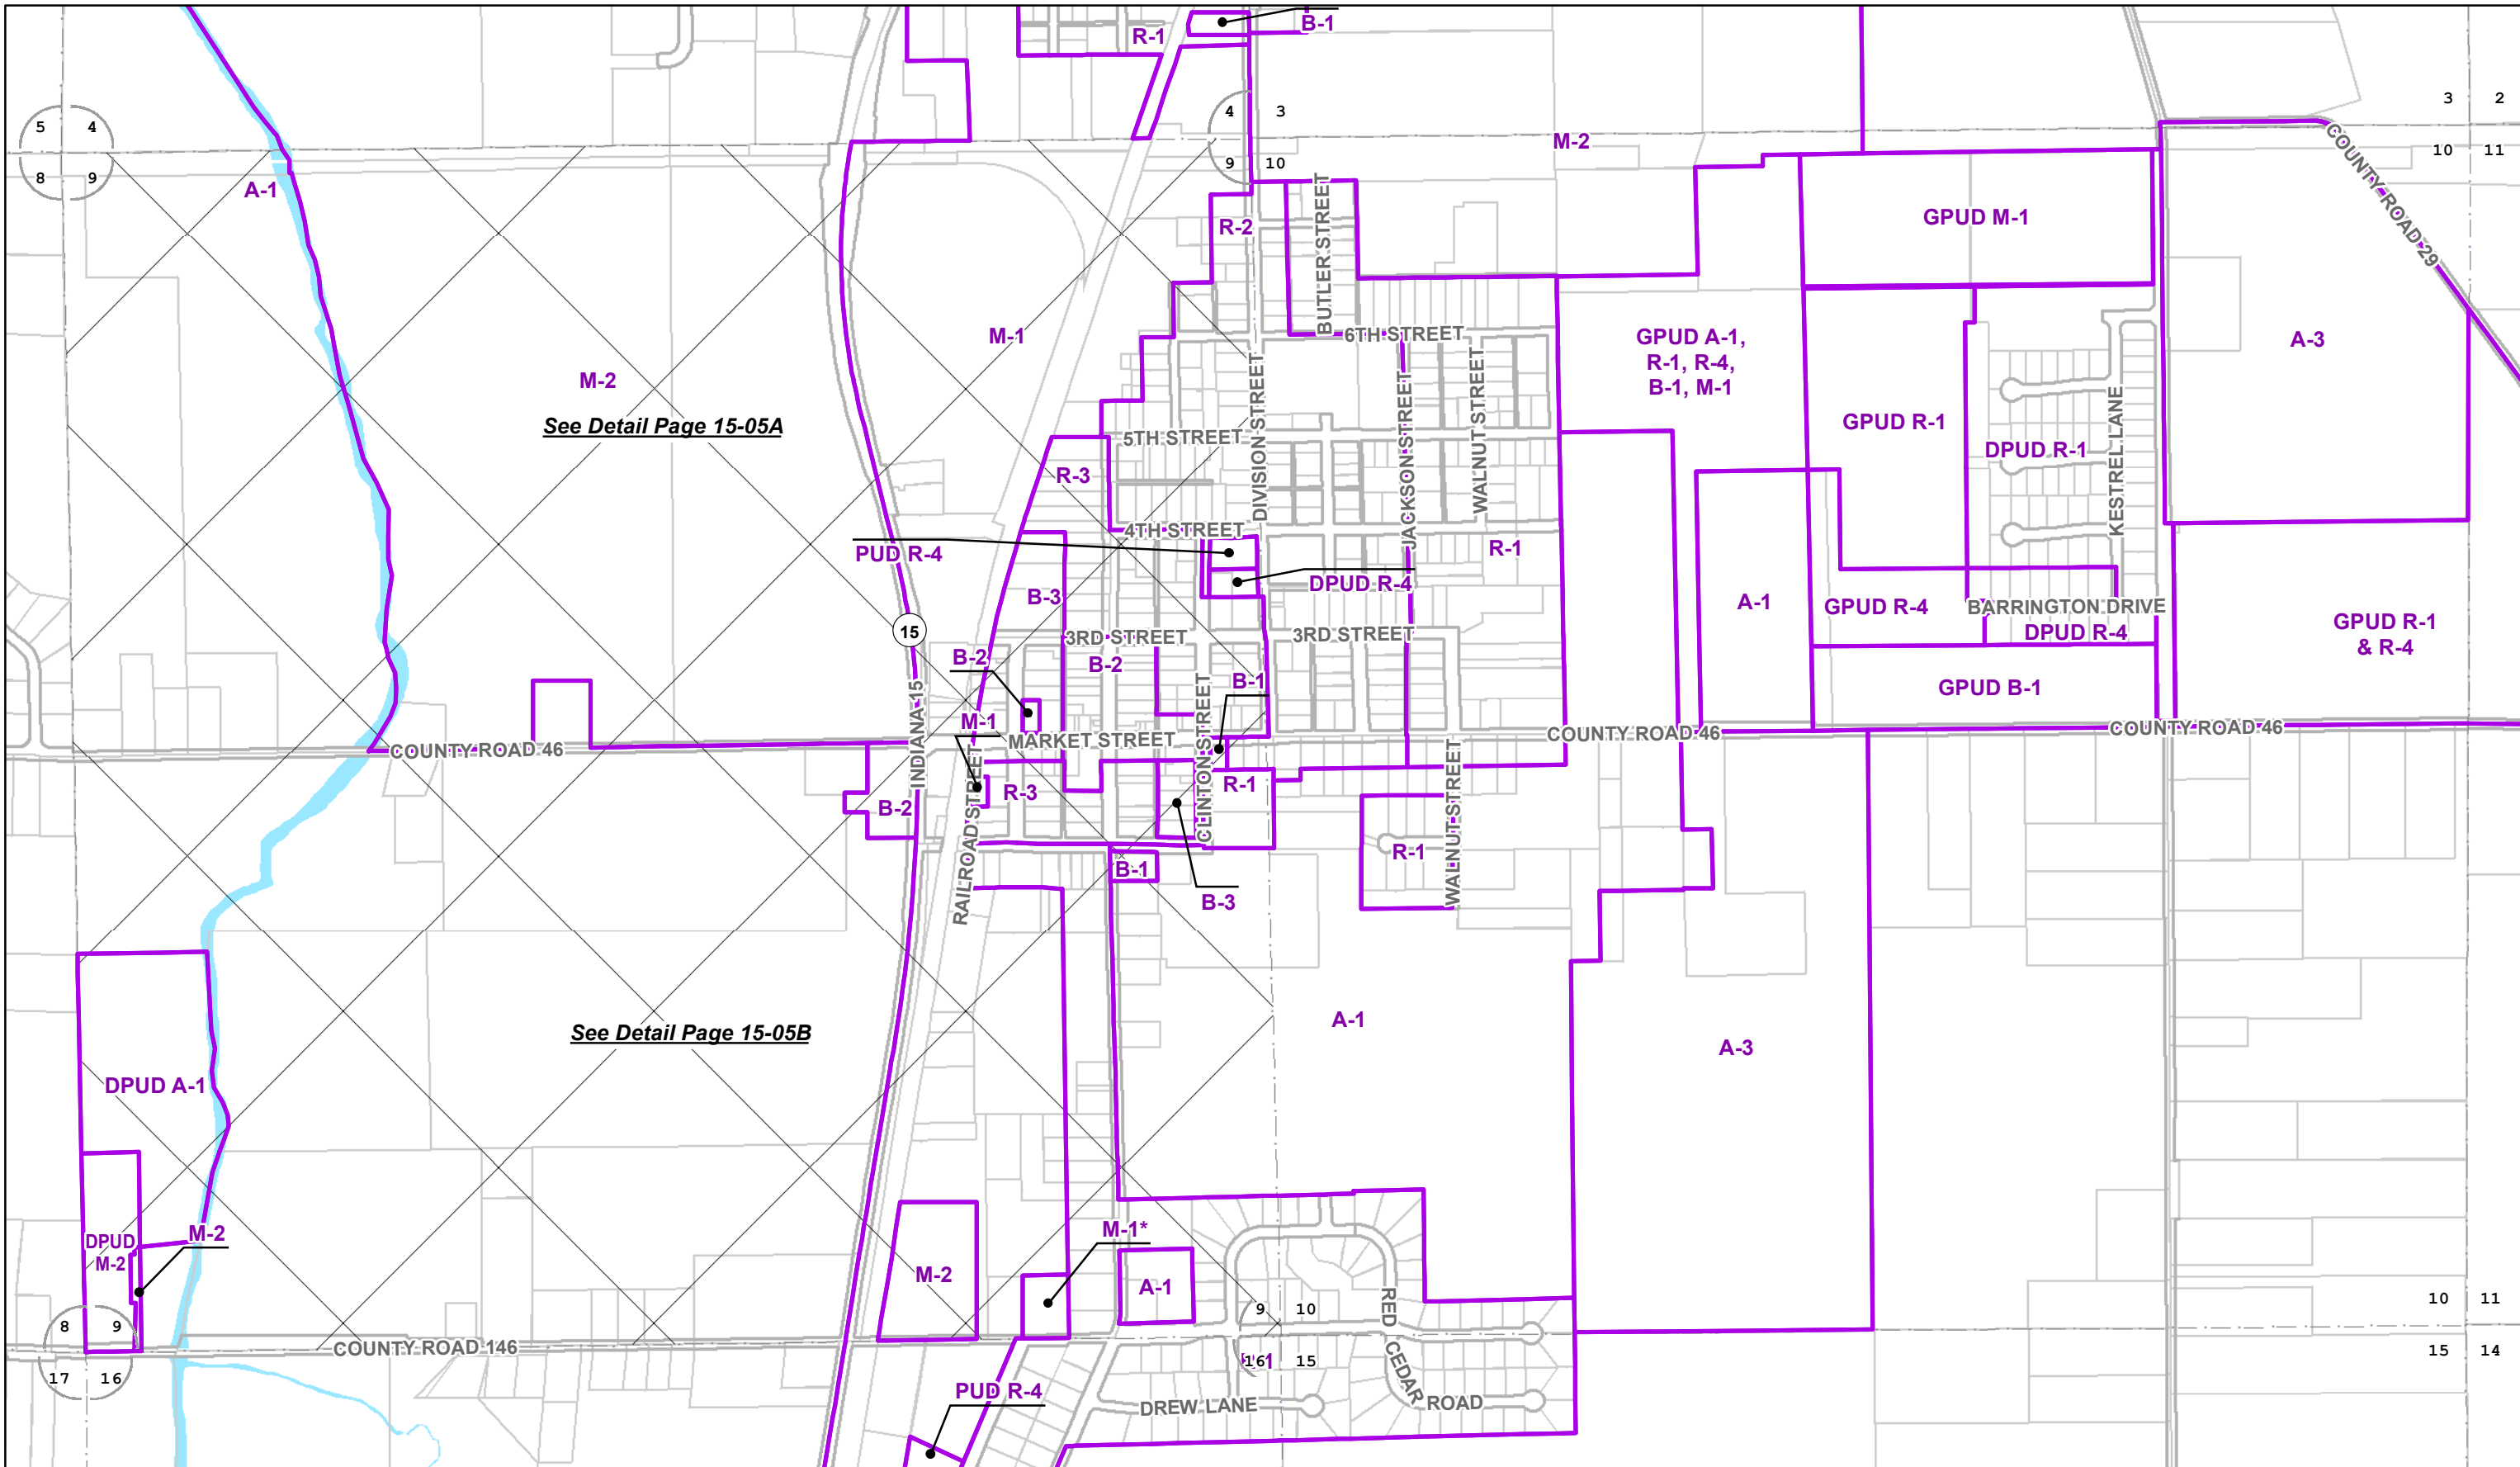 B-1
R-1
4 3
9 10
5 4
8 9
3 2
10 11
COUNTY ROAD 29
M-2
A-1
R-2
BUTLER STREET
GPUD M-1
M-1
6TH STREET
GPUD A-1,
R-1, R-4,
B-1, M-1
A-3
M-2
See Detail Page 15-05A
DIVISION STREET
JACKSON STREET
WALNUT STREET
GPUD R-1
DPUD R-1
KESTREL LANE
5TH STREET
R-3
4TH STREET
PUD R-4
R-1
DPUD R-4
B-3
A-1
GPUD R-4
BARRINGTON DRIVE
DPUD R-4
GPUD R-1
& R-4
15
3RD STREET
3RD STREET
B-2
B-2
B-1
GPUD B-1
INDIANA 15
M-1
MARKET STREET
CLINTON STREET
COUNTY ROAD 46
COUNTY ROAD 46
COUNTY ROAD 46
RAILROAD STREET
R-3
R-1
B-2
WALNUT STREET
R-1
B-1
B-3
See Detail Page 15-05B
A-1
A-3
DPUD A-1
DPUD
M-2
M-2
M-1*
M-2
A-1
RED CEDAR ROAD
9 10
16 15
8 9
17 16
10 11
15 14
COUNTY ROAD 146
PUD R-4
DREW LANE